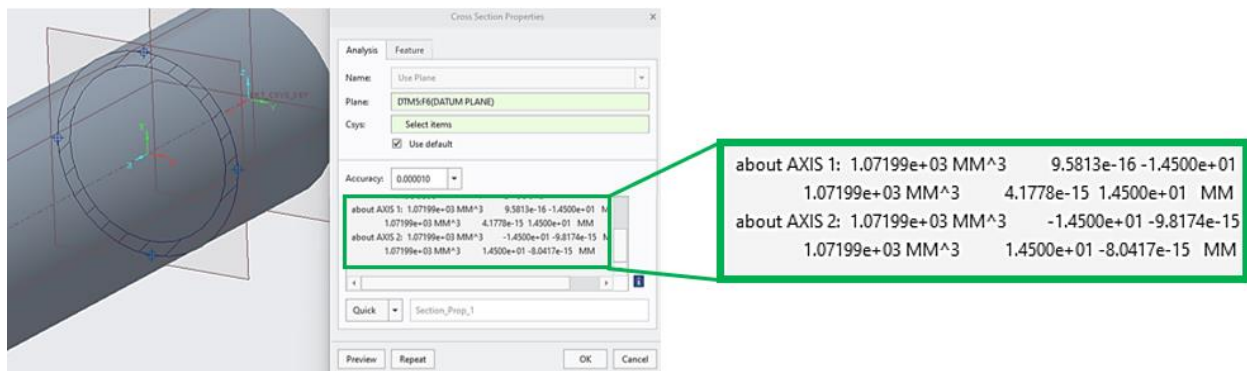 Cross Section Properties
Analysis Feature
Name: Use Plane
Plane: DTM5:F6(DATUM PLANE)
Csys: Select items
Use default
Accuracy: 0.000010
about AXIS 1: 1.07199e+03 MM^3 9.5813e-16 -1.4500e+01 M
1.07199e+03 MM^3 4.1778e-15 1.4500e+01 MM
about AXIS 2: 1.07199e+03 MM^3 -1.4500e+01 -9.8174e-15 M
1.07199e+03 MM^3 1.4500e+01 -8.0417e-15 MM
Quick Section_Prop_1
Preview Repeat OK Cancel
about AXIS 1: 1.07199e+03 MM^3 9.5813e-16 -1.4500e+01
1.07199e+03 MM^3 4.1778e-15 1.4500e+01 MM
about AXIS 2: 1.07199e+03 MM^3 -1.4500e+01 -9.8174e-15
1.07199e+03 MM^3 1.4500e+01 -8.0417e-15 MM